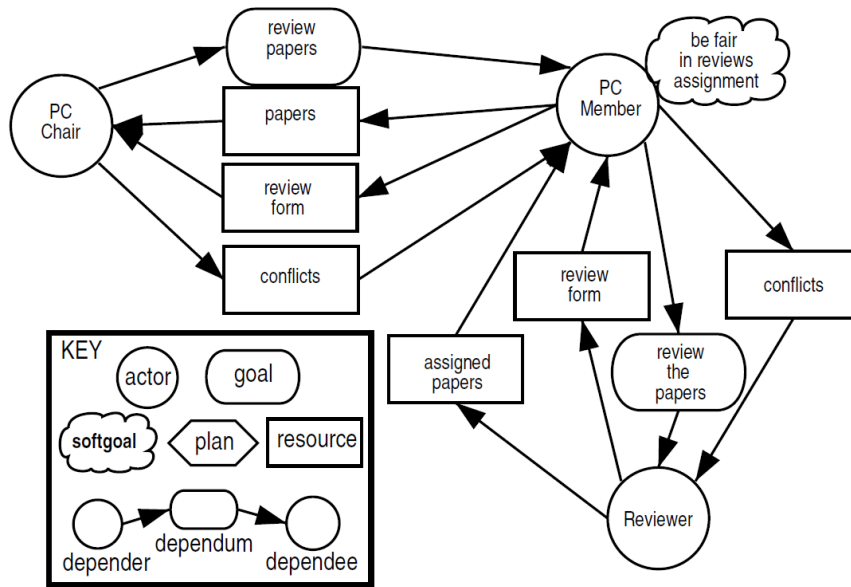 review
papers
PC
Chair
papers
review
form
conflicts
PC
Member
be fair
in reviews
assignment
review
form
conflicts
assigned
papers
review
the
papers
Reviewer
KEY
actor
goal
softgoal
plan
resource
depender
dependum
dependee